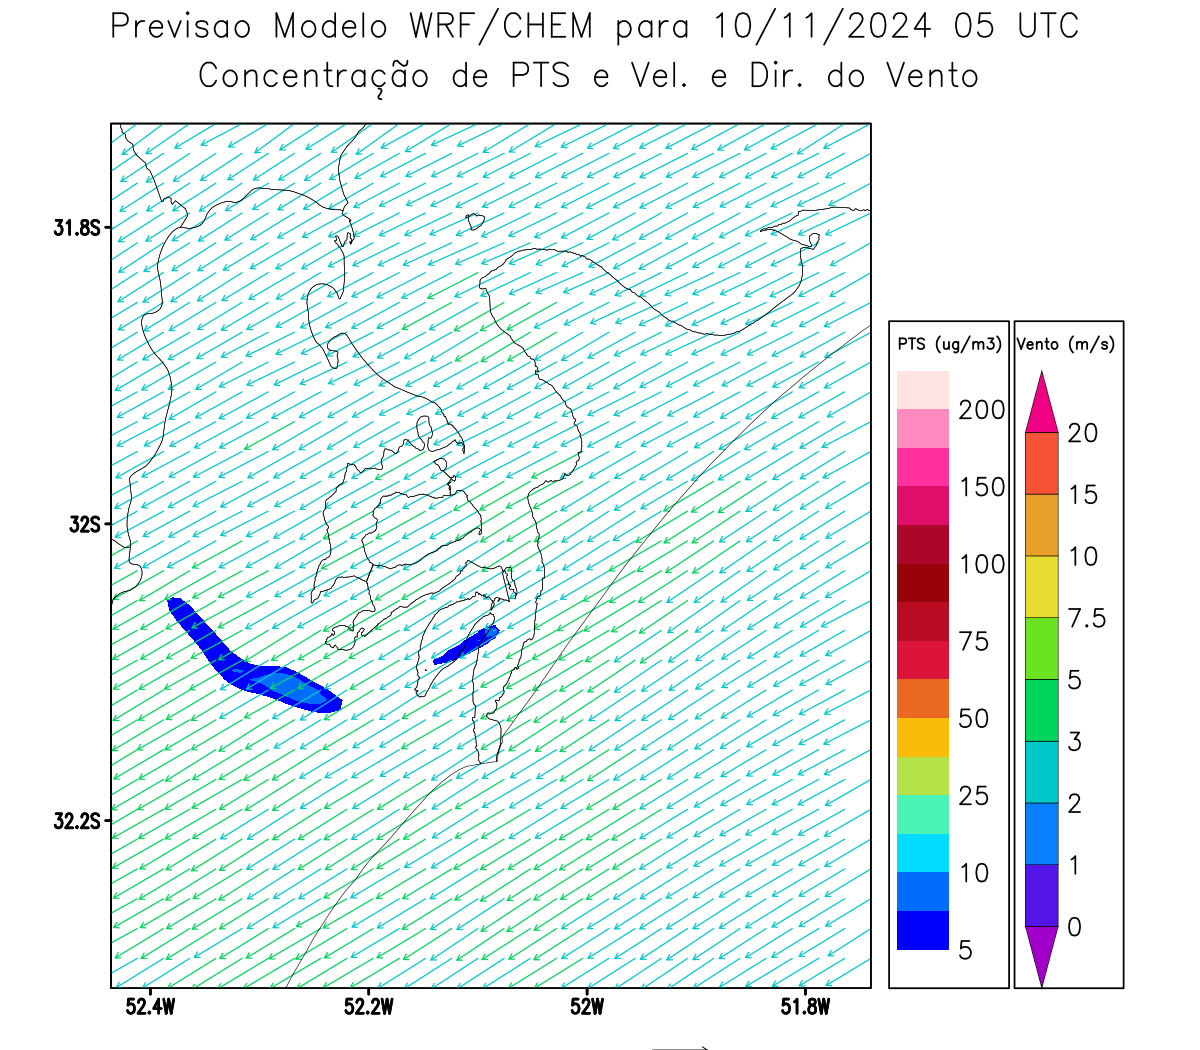 Previsao Modelo WRF/CHEM para 10/11/2024 05 UTC
Concentração de PTS e Vel. e Dir. do Vento
31.8S
32S
32.2S
52.4W 52.2W 52W 51.8W
PTS (ug/m3)
200
150
100
75
50
25
10
5
Vento (m/s)
20
15
10
7.5
5
3
2
1
0